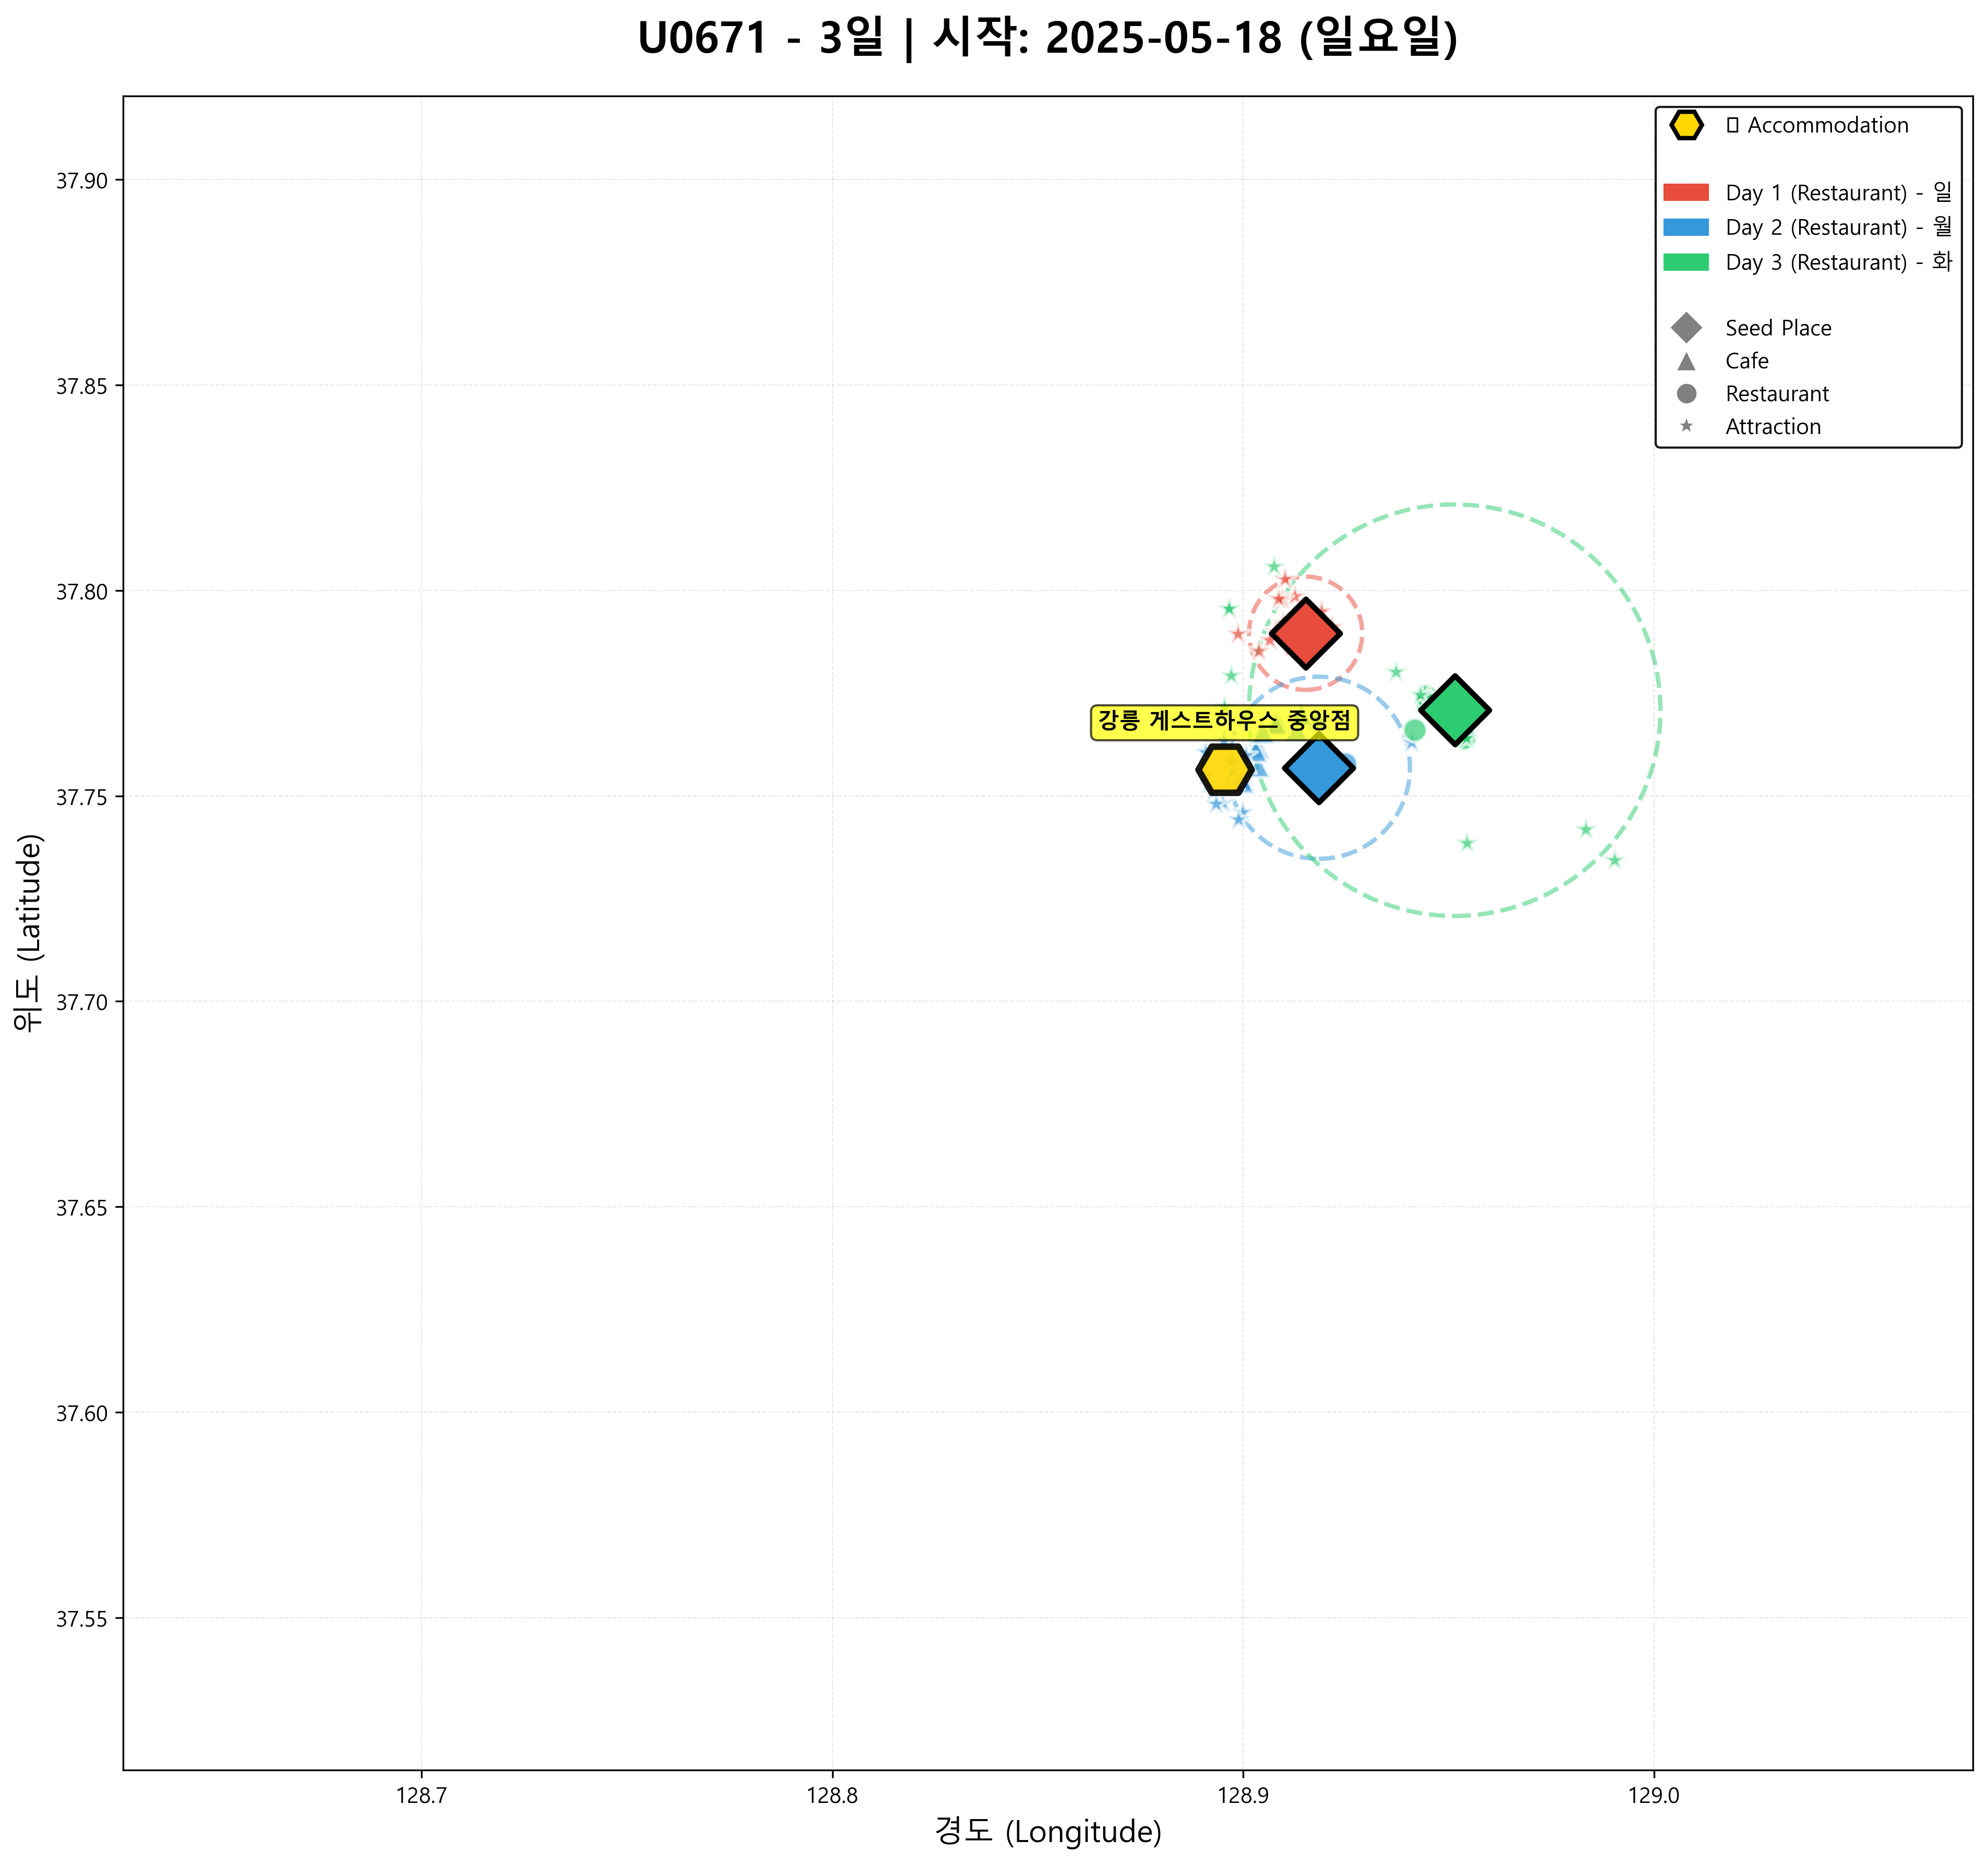 U0671 - 3일 | 시작: 2025-05-18 (일요일)
▯ Accommodation
Day 1 (Restaurant) - 일
Day 2 (Restaurant) - 월
Day 3 (Restaurant) - 화
Seed Place
Cafe
Restaurant
Attraction
강릉 게스트하우스 중앙점
37.90
37.85
37.80
37.75
37.70
37.65
37.60
37.55
위도 (Latitude)
128.7
128.8
128.9
129.0
경도 (Longitude)